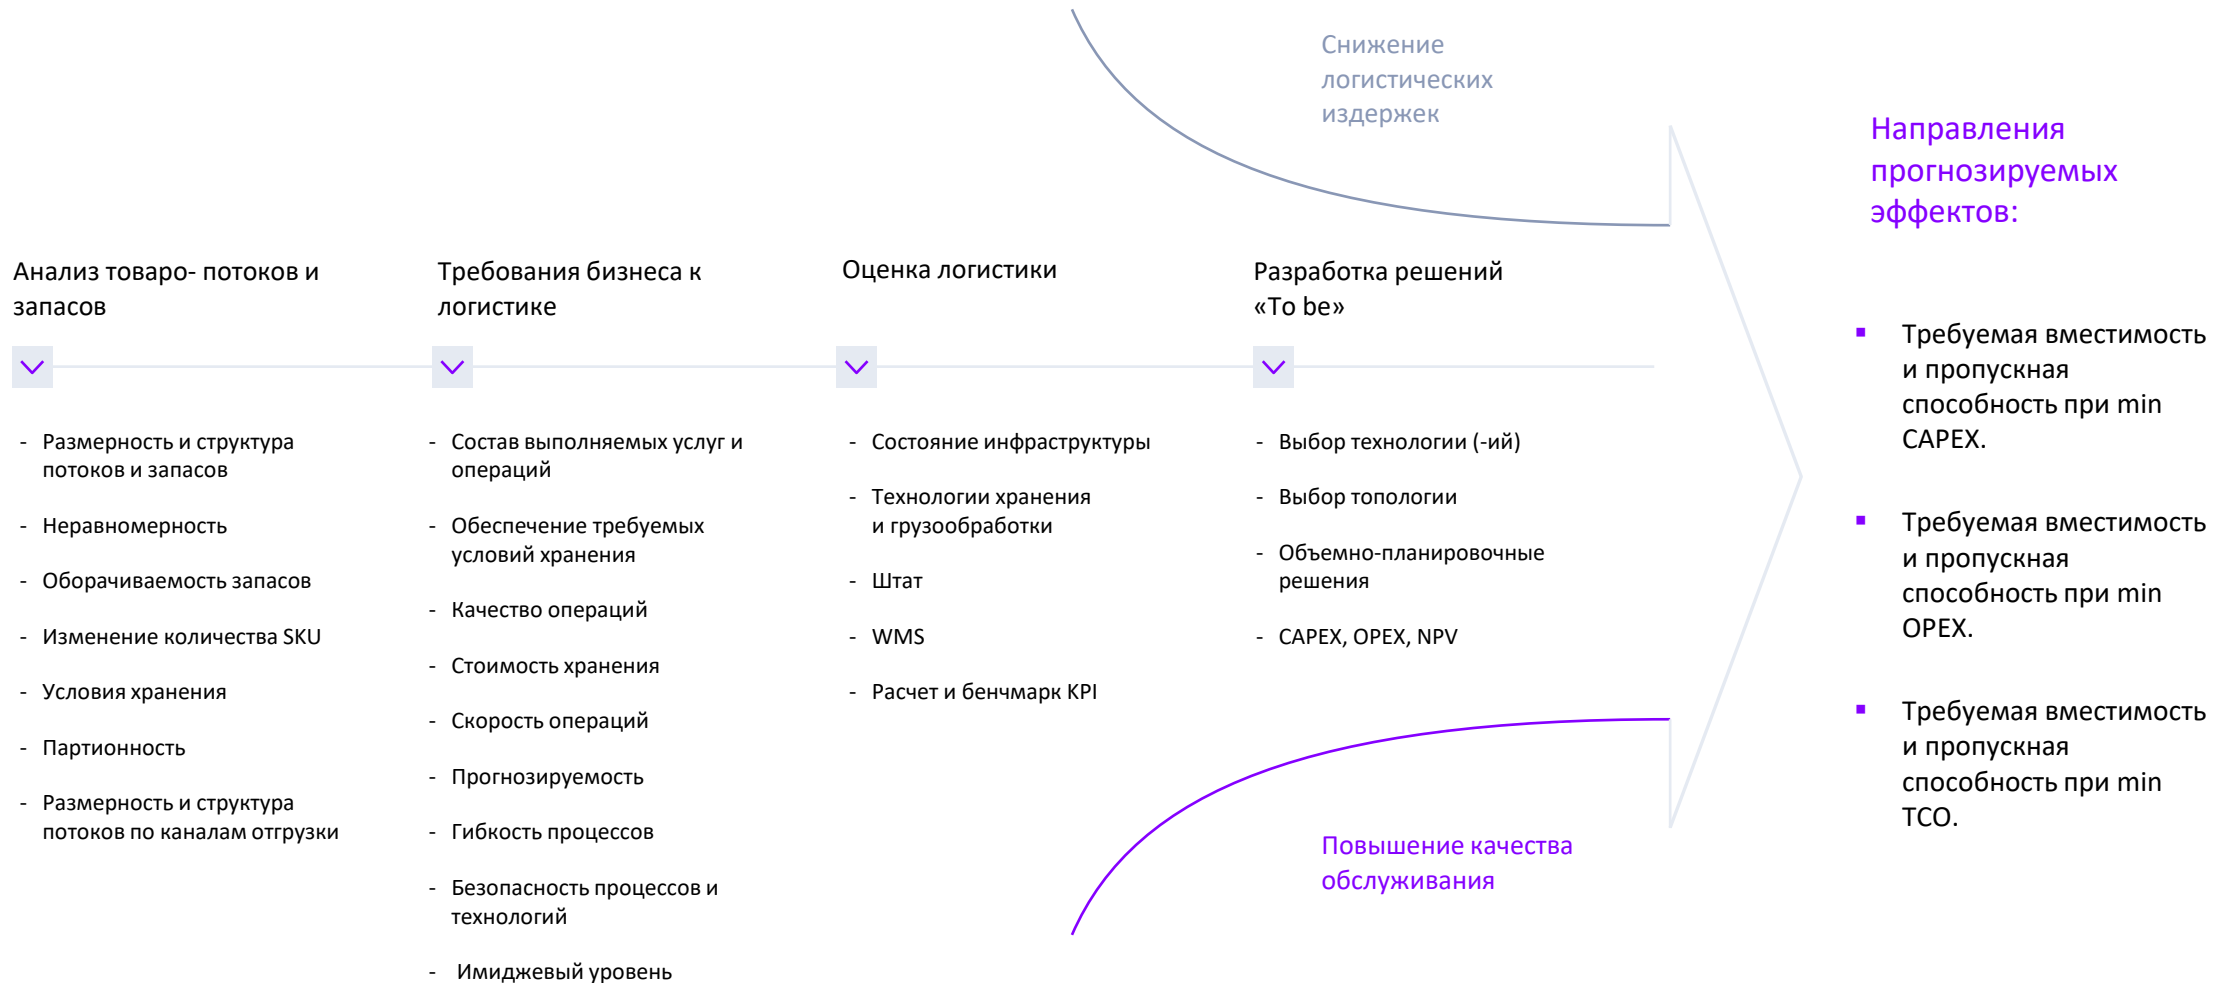 Снижение
логистических
издержек
Направления
прогнозируемых
эффектов:
Анализ товаро- потоков и
запасов
- Размерность и структура
потоков и запасов
- Неравномерность
- Оборачиваемость запасов
- Изменение количества SKU
- Условия хранения
- Партионность
- Размерность и структура
потоков по каналам отгрузки
Требования бизнеса к
логистике
- Состав выполняемых услуг и
операций
- Обеспечение требуемых
условий хранения
- Качество операций
- Стоимость хранения
- Скорость операций
- Прогнозируемость
- Гибкость процессов
- Безопасность процессов и
технологий
- Имиджевый уровень
Оценка логистики
- Состояние инфраструктуры
- Технологии хранения
и грузообработки
- Штат
- WMS
- Расчет и бенчмарк KPI
Разработка решений
«To be»
- Выбор технологии (-ий)
- Выбор топологии
- Объемно-планировочные
решения
- CAPEX, OPEX, NPV
Повышение качества
обслуживания
▪ Требуемая вместимость
и пропускная
способность при min
CAPEX.
▪ Требуемая вместимость
и пропускная
способность при min
OPEX.
▪ Требуемая вместимость
и пропускная
способность при min
TCO.